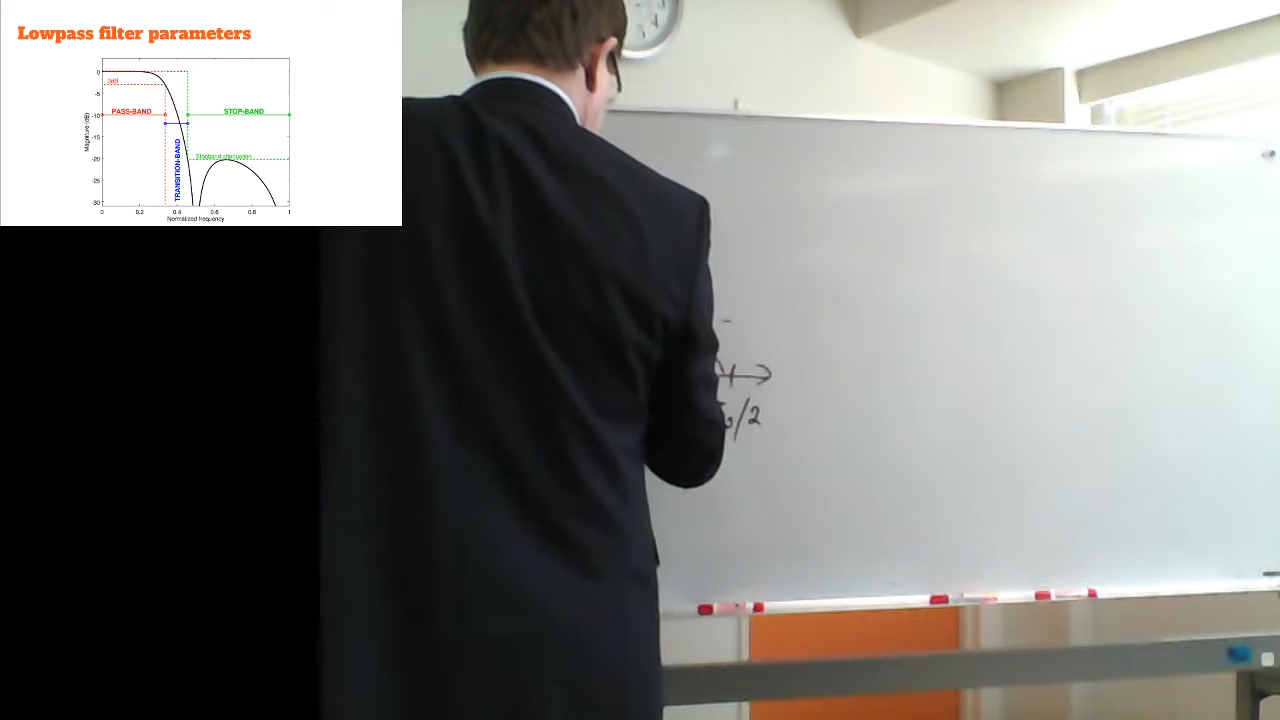 Lowpass filter parameters
0
-3dB
-5
PASS-BAND
STOP-BAND
-10
-15
-20
Stopband attenuation
-25
-30
TRANSITION-BAND
Magnitude (dB)
0
0.2
0.4
0.6
0.8
1
Normalized frequency
/2